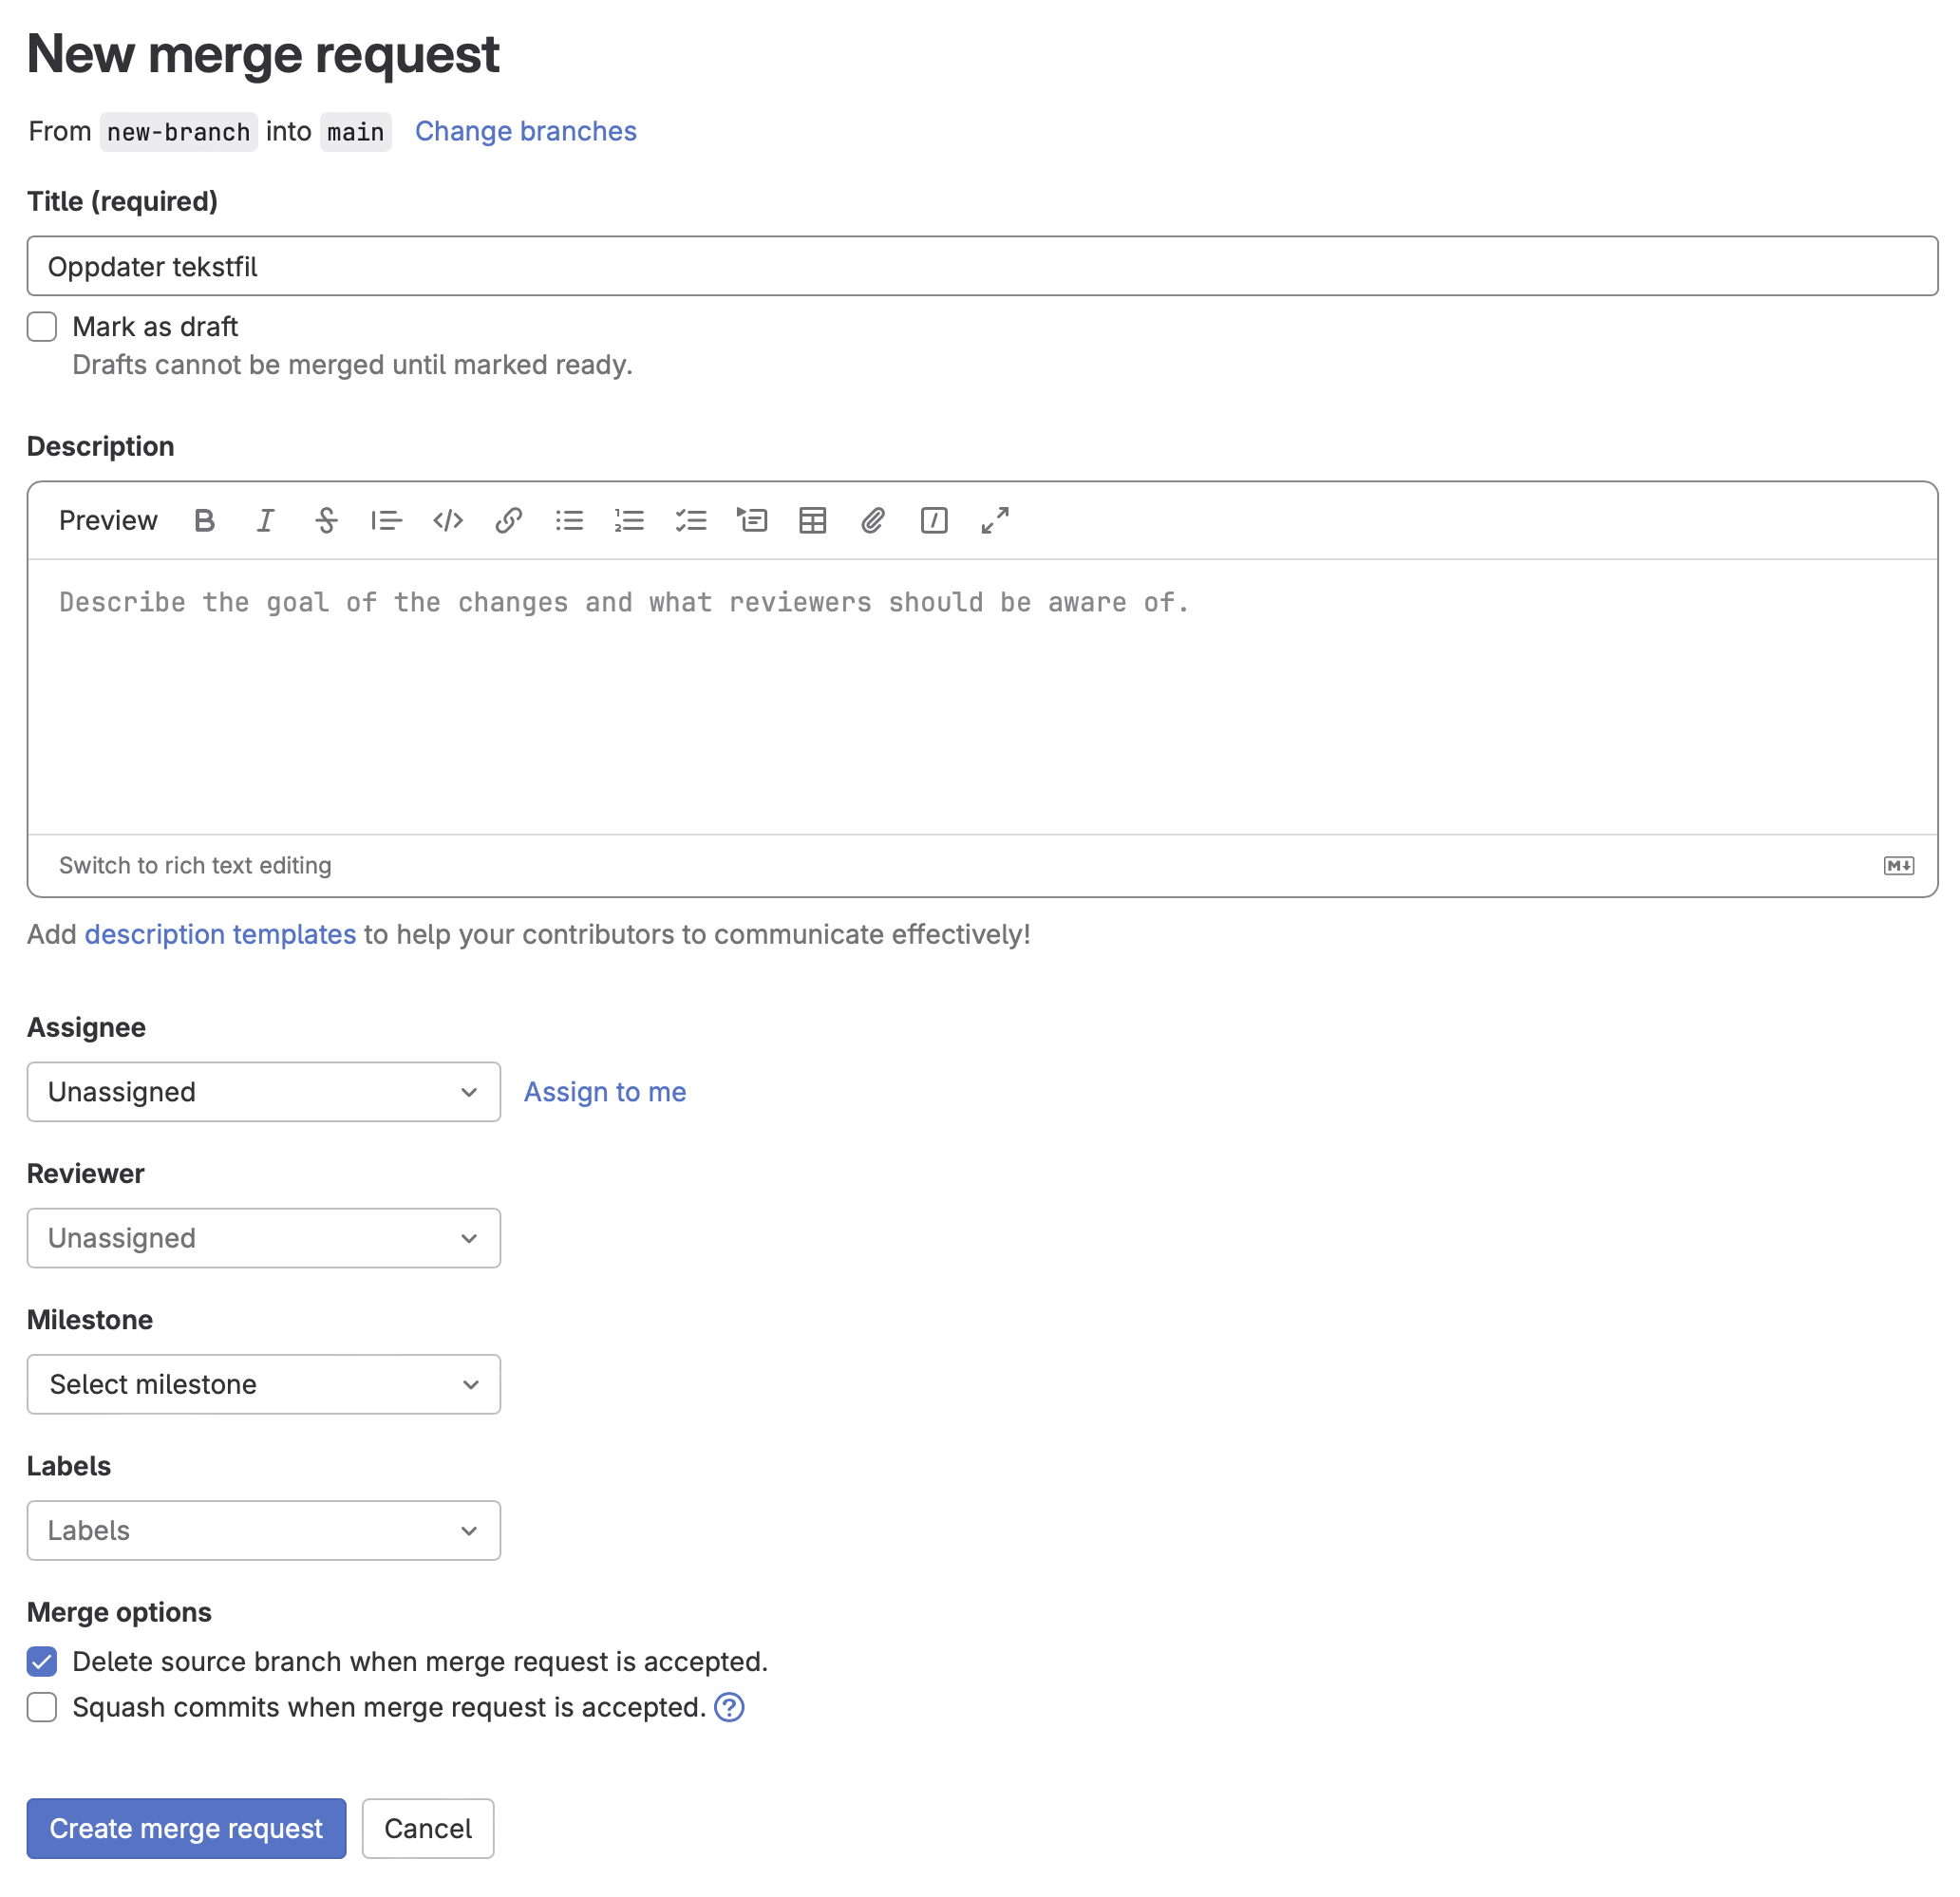 New merge request
From new-branch into main Change branches
Title (required)
Oppdater tekstfil
Mark as draft
Drafts cannot be merged until marked ready.
Description
Preview
Describe the goal of the changes and what reviewers should be aware of.
Switch to rich text editing
Add description templates to help your contributors to communicate effectively!
Assignee
Unassigned Assign to me
Reviewer
Unassigned
Milestone
Select milestone
Labels
Labels
Merge options
Delete source branch when merge request is accepted.
Squash commits when merge request is accepted.
Create merge request Cancel